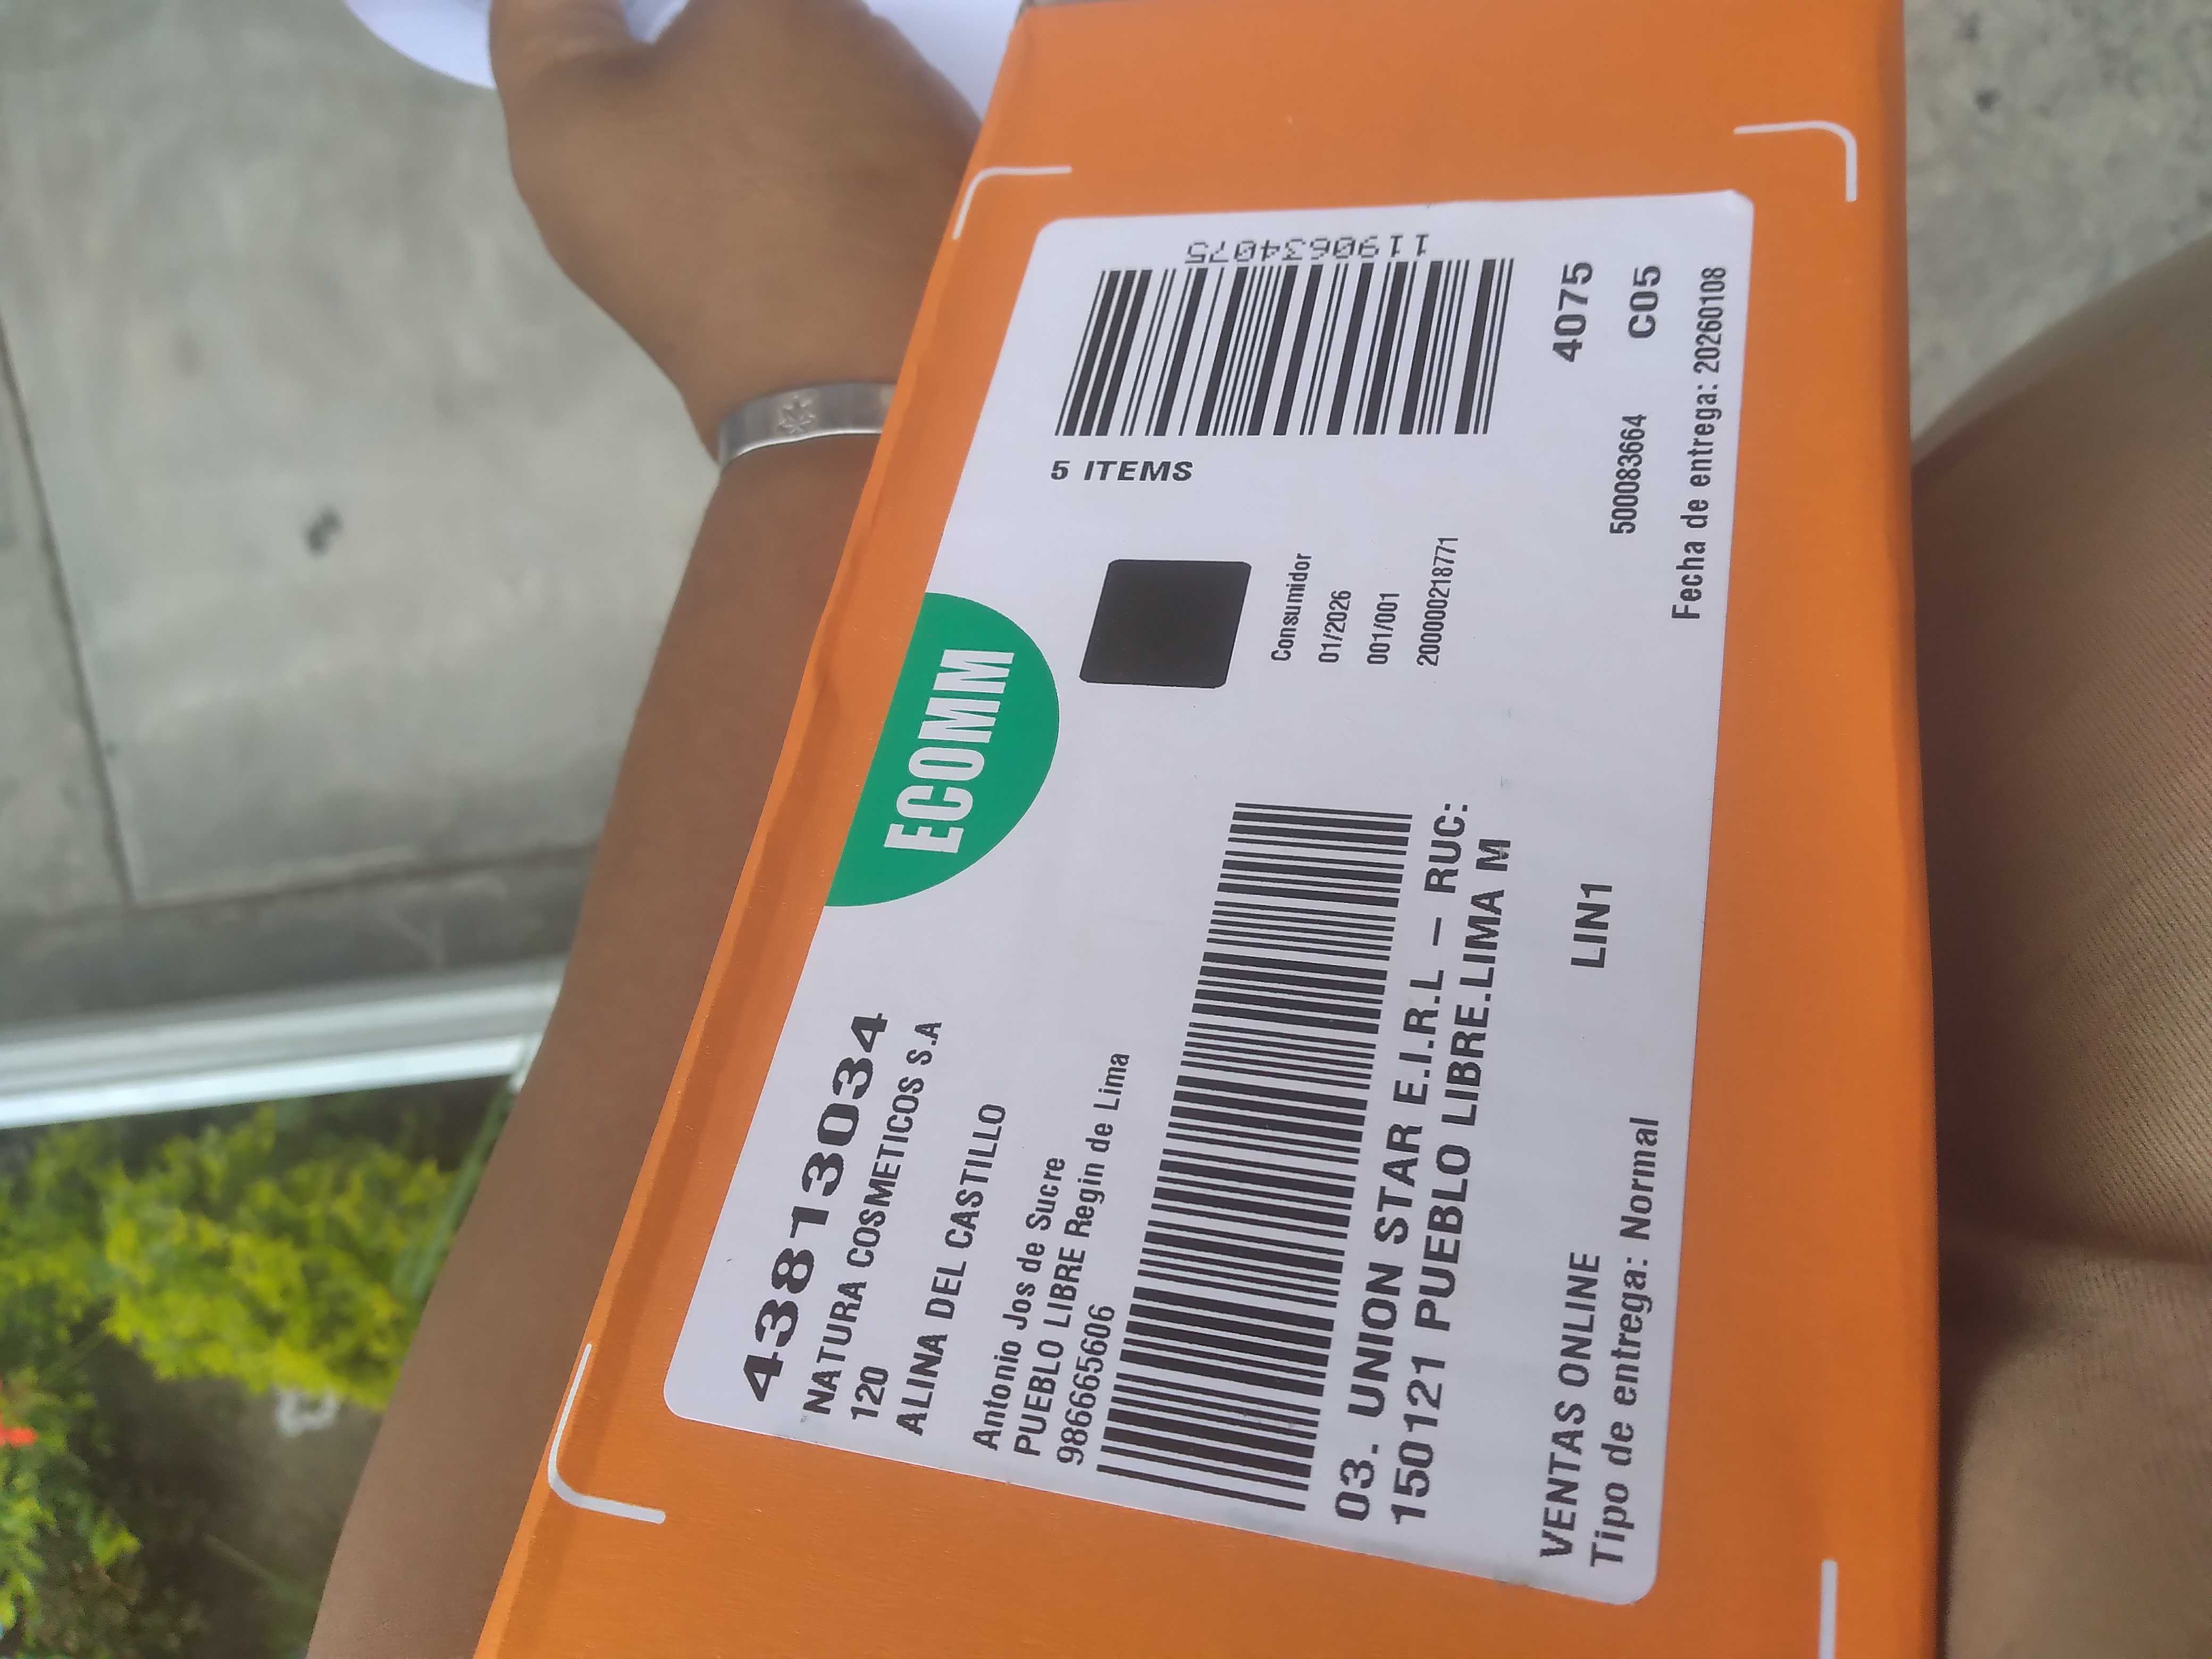 43813034
NATURA COSMETICOS S.A
120
ALINA DEL CASTILLO
Antonio Jos de Sucre
PUEBLO LIBRE Regin de Lima
986665606
ECOMM
5 ITEMS
1190634075
Consumidor
01/2026
001/001
200000218771
03. UNION STAR E.I.R.L – RUC:
150121 PUEBLO LIBRE.LIMA M
4075
500083664 C05
VENTAS ONLINE LIN1
Tipo de entrega: Normal
Fecha de entrega: 20260108